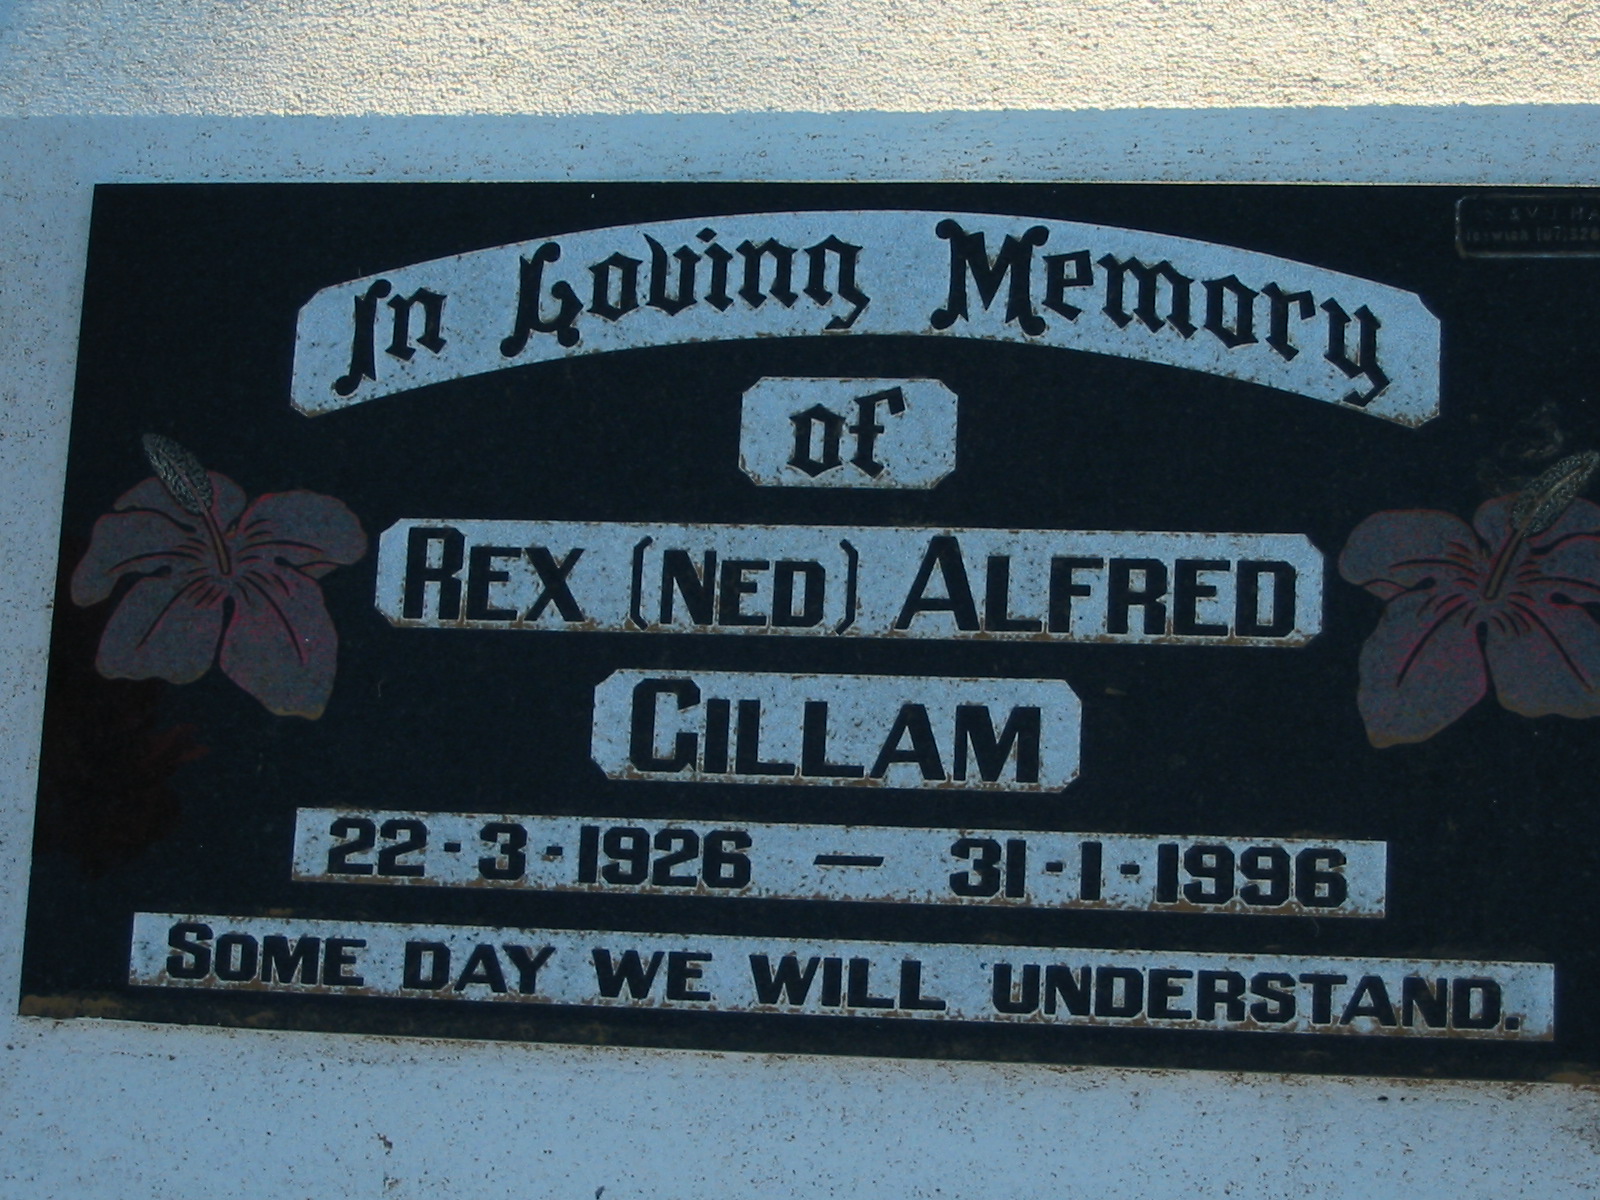 In Loving Memory
of
REX (NED) ALFRED
GILLAM
22-3-1926 — 31-1-1996
SOME DAY WE WILL UNDERSTAND.